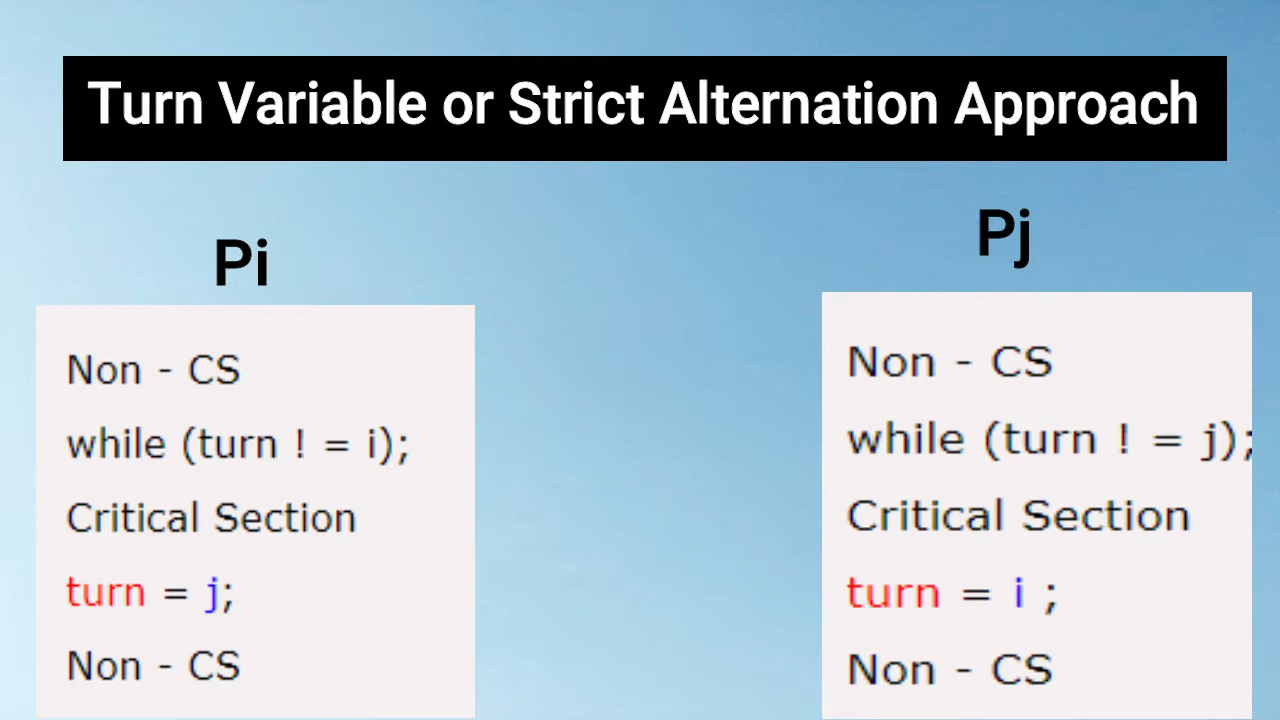 Turn Variable or Strict Alternation Approach
Pi
Non - CS
while (turn ! = i);
Critical Section
turn = j;
Non - CS
Pj
Non - CS
while (turn ! = j);
Critical Section
turn = i ;
Non - CS